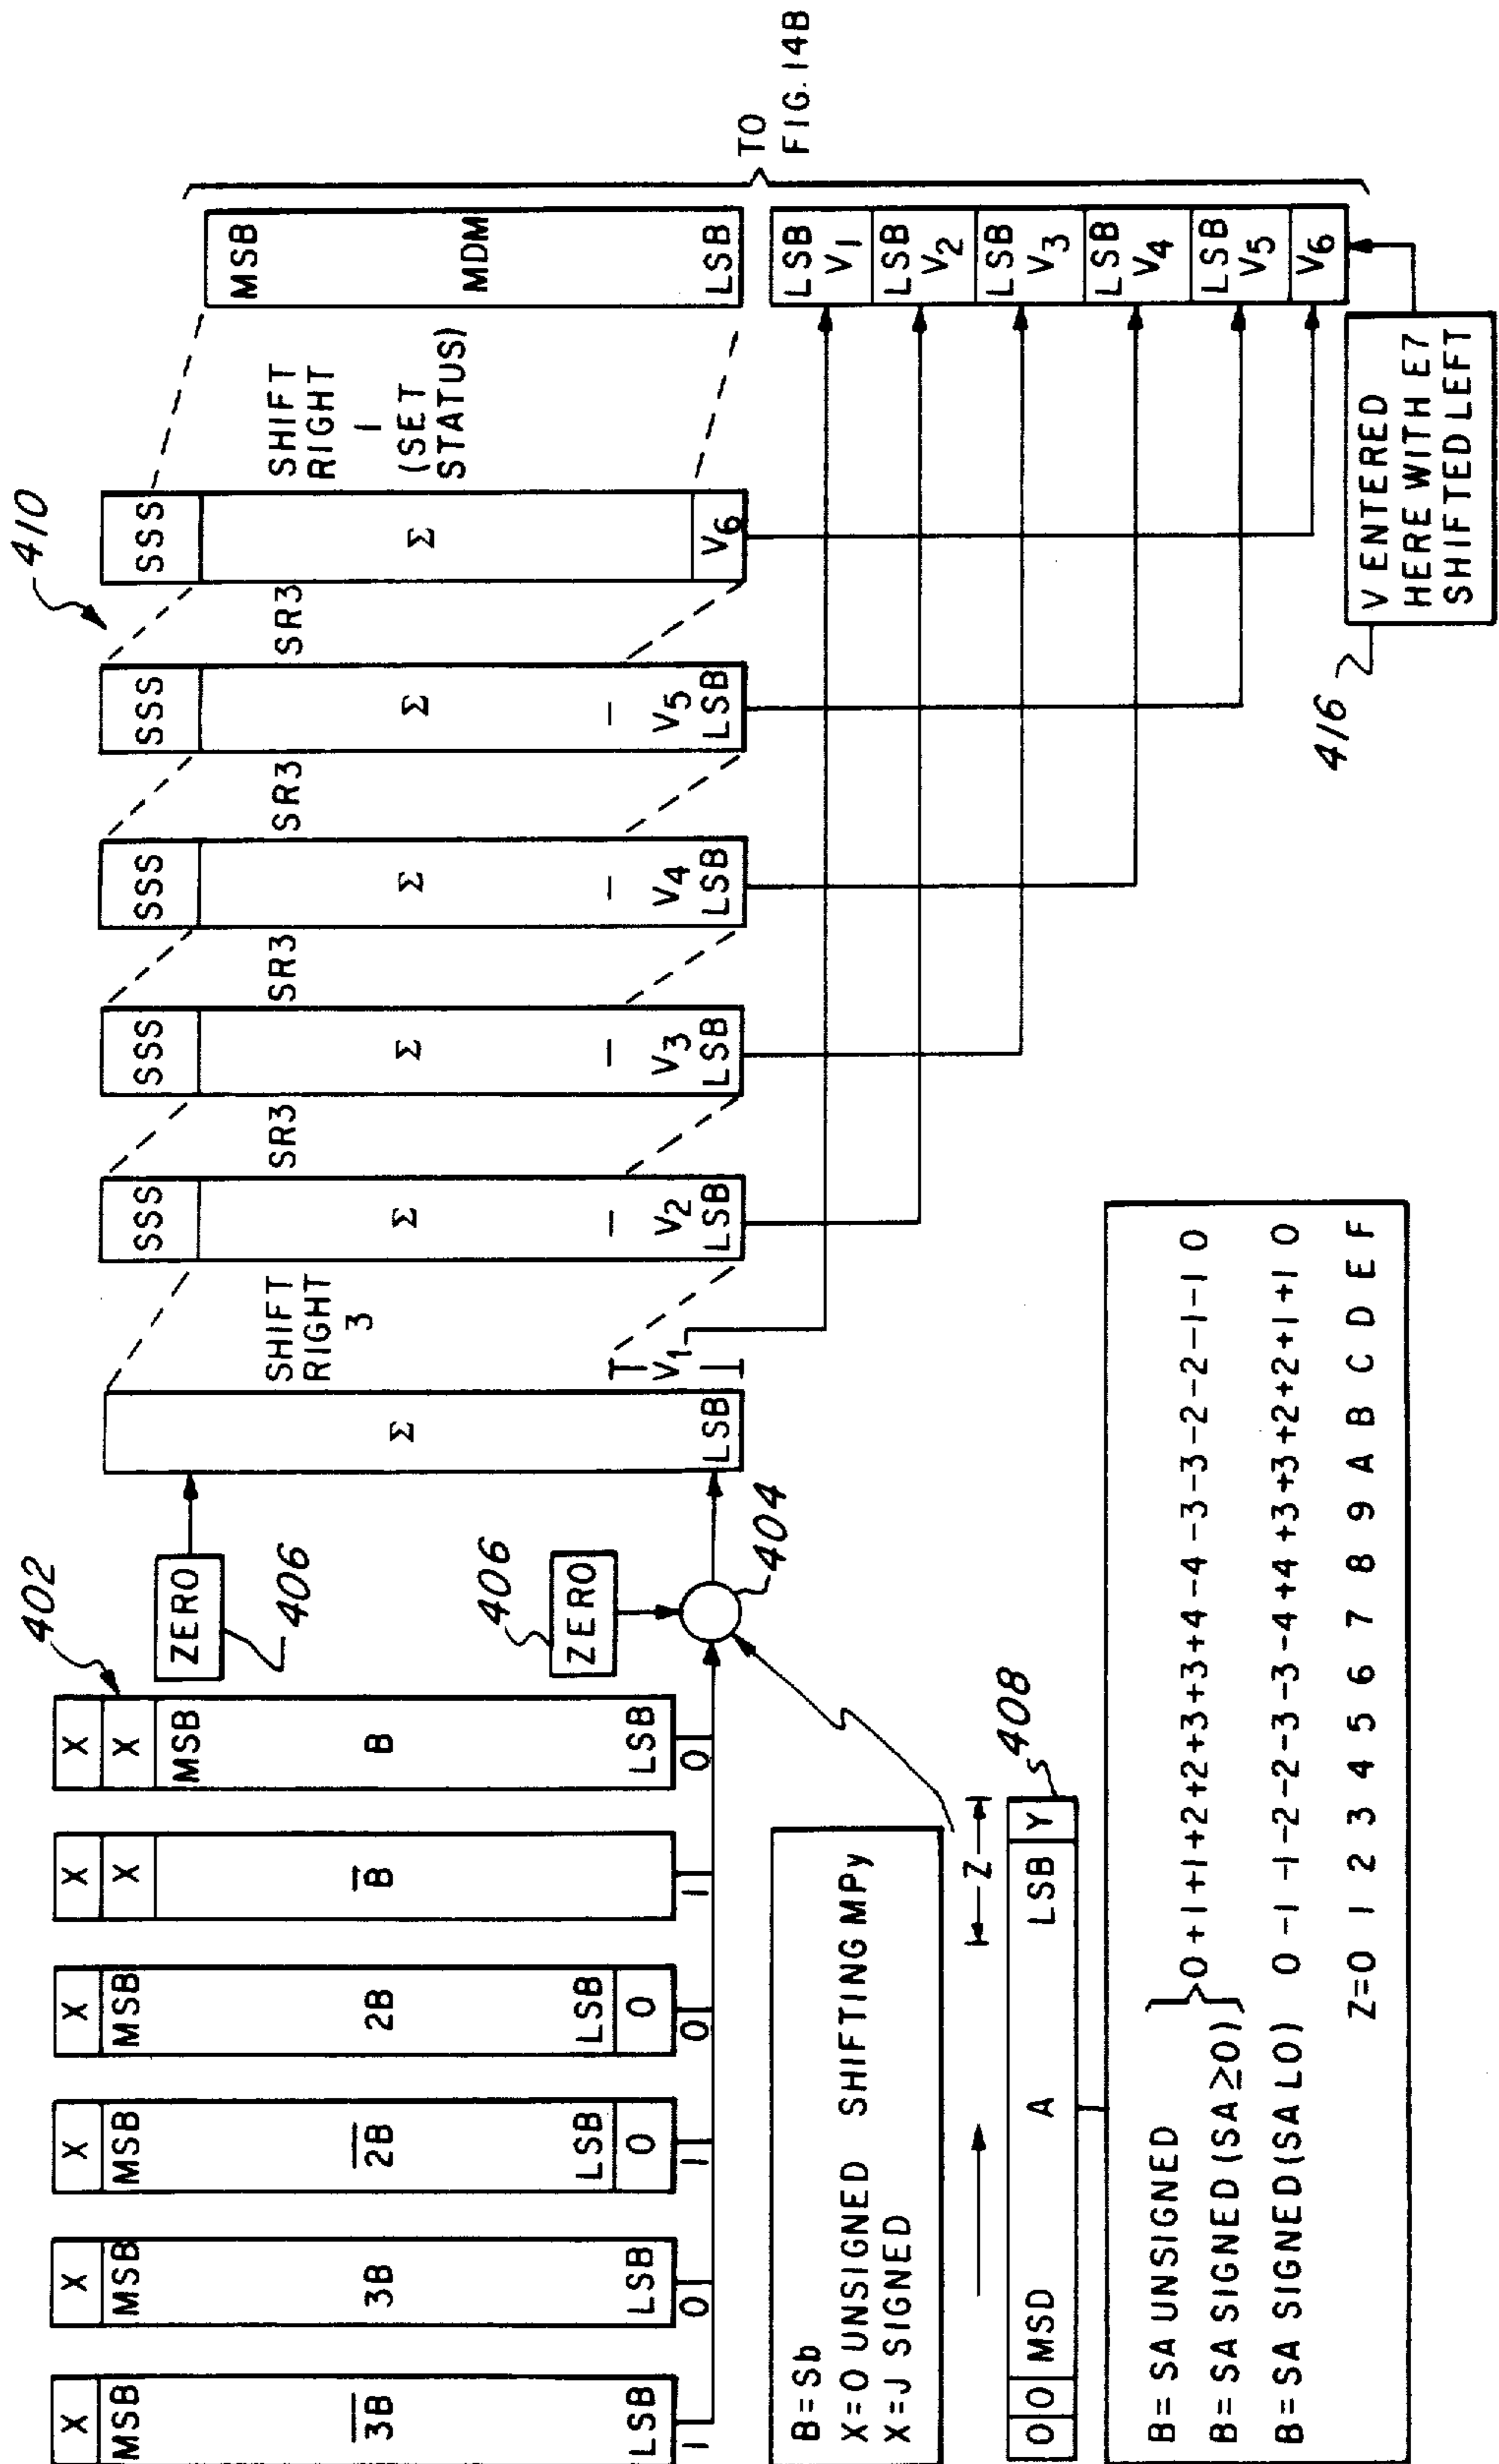 402
X
MSB
3B
LSB
1
X
MSB
3B
LSB
0
X
MSB
2B
LSB
0
1
X
MSB
2B
LSB
0
0
X
X
B
1
X
X
MSB
B
LSB
0
ZERO
406
406
ZERO
404
Σ
LSB
SHIFT
RIGHT
3
V1
SSS
Σ
–
V2
LSB
SR3
SSS
Σ
–
V3
LSB
SR3
SSS
Σ
–
V4
LSB
SR3
SSS
Σ
–
V5
LSB
SR3
410
SSS
Σ
V6
SHIFT
RIGHT
1
(SET
STATUS)
MSB
MDM
LSB
LSB
V1
LSB
V2
LSB
V3
LSB
V4
LSB
V5
V6
TO
FIG. 14B
416
V ENTERED
HERE WITH E7
SHIFTED LEFT
B=Sb
X=0 UNSIGNED SHIFTING MPy
X=J SIGNED
Z
408
0 0 MSD A LSB Y
B= SA UNSIGNED
B= SA SIGNED (SA ≥0) } 0 +1 +1 +2 +2 +3 +3 +4 -4 -3 -3 -2 -2 -1 -1 0
B= SA SIGNED (SA L0) 0 -1 -1 -2 -2 -3 -3 -4 +4 +3 +3 +2 +2 +1 +1 0
Z=0 1 2 3 4 5 6 7 8 9 A B C D E F